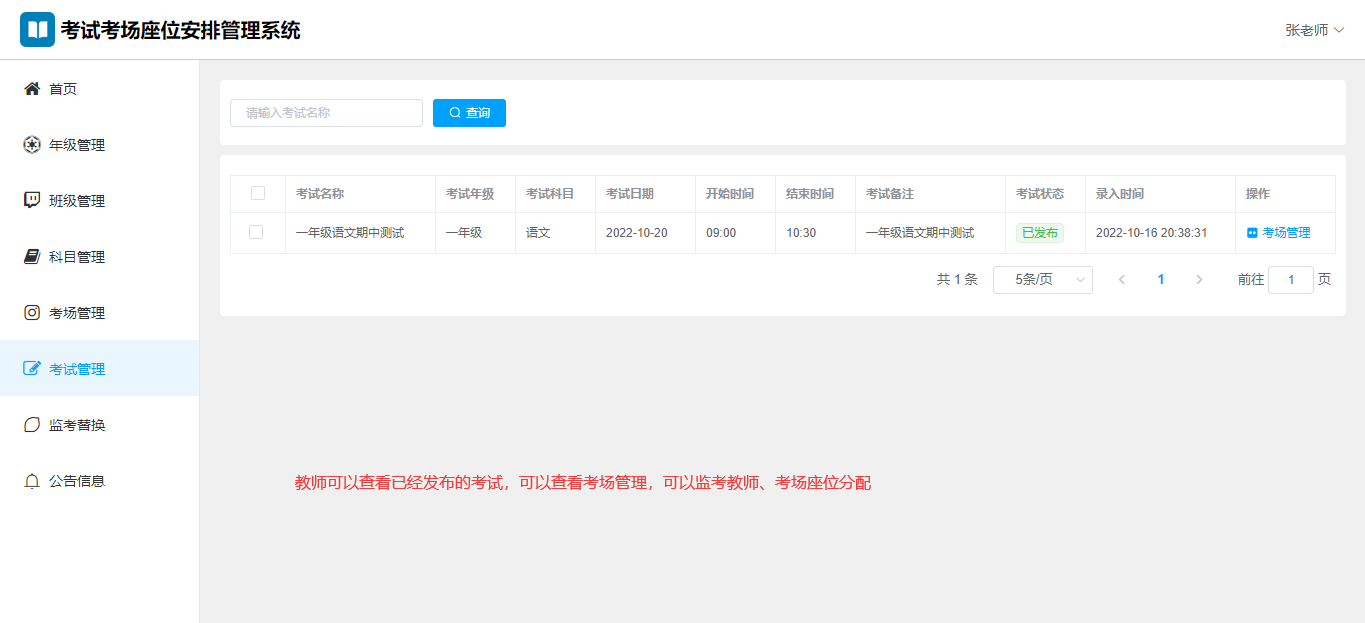 考试考场座位安排管理系统
张老师
首页
年级管理
班级管理
科目管理
考场管理
考试管理
监考替换
公告信息
请输入考试名称
查询
考试名称 考试年级 考试科目 考试日期 开始时间 结束时间 考试备注 考试状态 录入时间 操作
一年级语文期中测试 一年级 语文 2022-10-20 09:00 10:30 一年级语文期中测试 已发布 2022-10-16 20:38:31 考场管理
共 1 条 5条/页 1 前往 1 页
教师可以查看已经发布的考试，可以查看考场管理，可以监考教师、考场座位分配